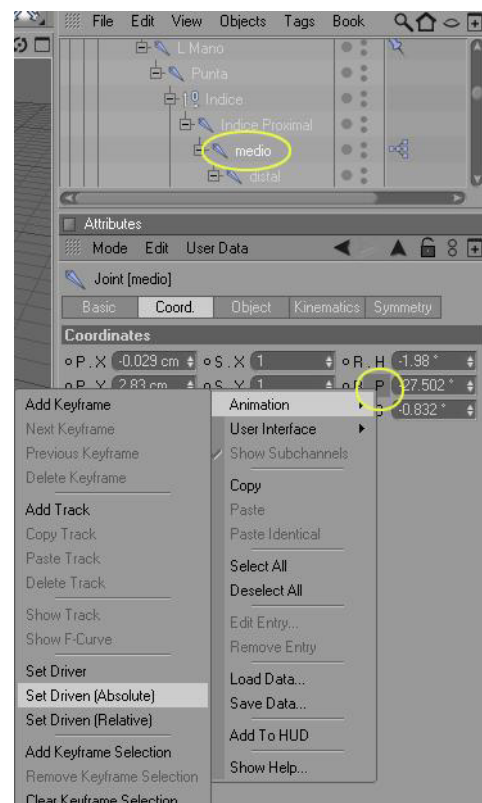 File Edit View Objects Tags Book
L Mano
Punta
Indice
Indice Proximal
medio
distal
Attributes
Mode Edit User Data
Joint [medio]
Basic Coord. Object Kinematics Symmetry
Coordinates
P . X -0.029 cm S . X 1 R . H -1.98 °
P . Y 2.83 cm S . Y 1 R . P -27.502 °
-0.832 °
Add Keyframe
Next Keyframe
Previous Keyframe
Delete Keyframe
Add Track
Copy Track
Paste Track
Delete Track
Show Track
Show F-Curve
Set Driver
Set Driven (Absolute)
Set Driven (Relative)
Add Keyframe Selection
Remove Keyframe Selection
Clear Keyframe Selection
Animation
User Interface
Show Subchannels
Copy
Paste
Paste Identical
Select All
Deselect All
Edit Entry...
Remove Entry
Load Data...
Save Data...
Add To HUD
Show Help...